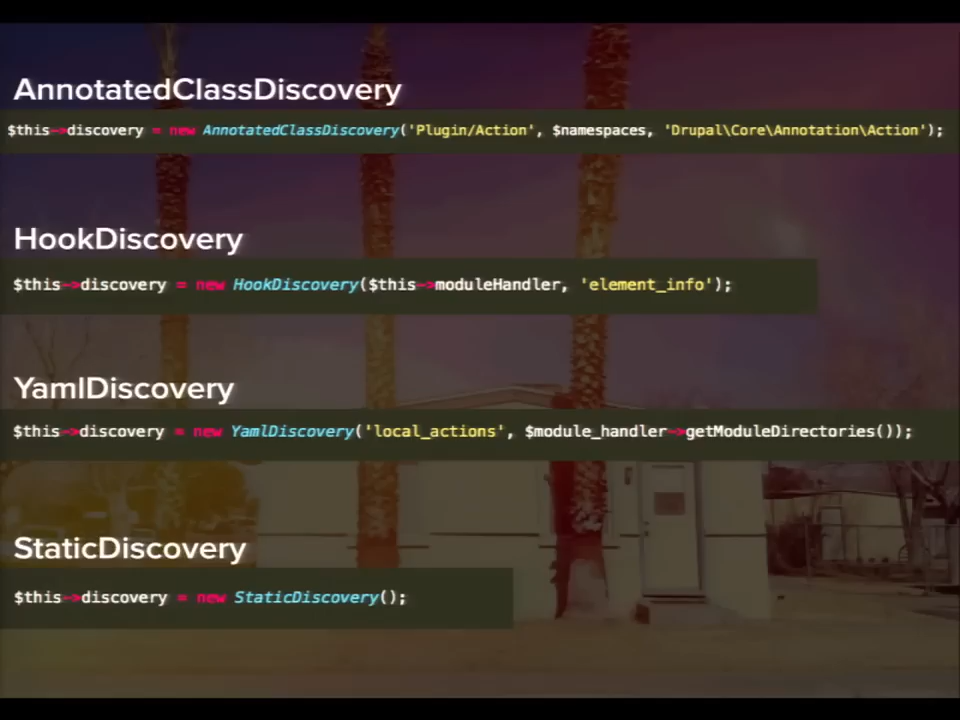 AnnotatedClassDiscovery
$this->discovery = new AnnotatedClassDiscovery('Plugin/Action', $namespaces, 'Drupal\Core\Annotation\Action');
HookDiscovery
$this->discovery = new HookDiscovery($this->moduleHandler, 'element_info');
YamlDiscovery
$this->discovery = new YamlDiscovery('local_actions', $module_handler->getModuleDirectories());
StaticDiscovery
$this->discovery = new StaticDiscovery();